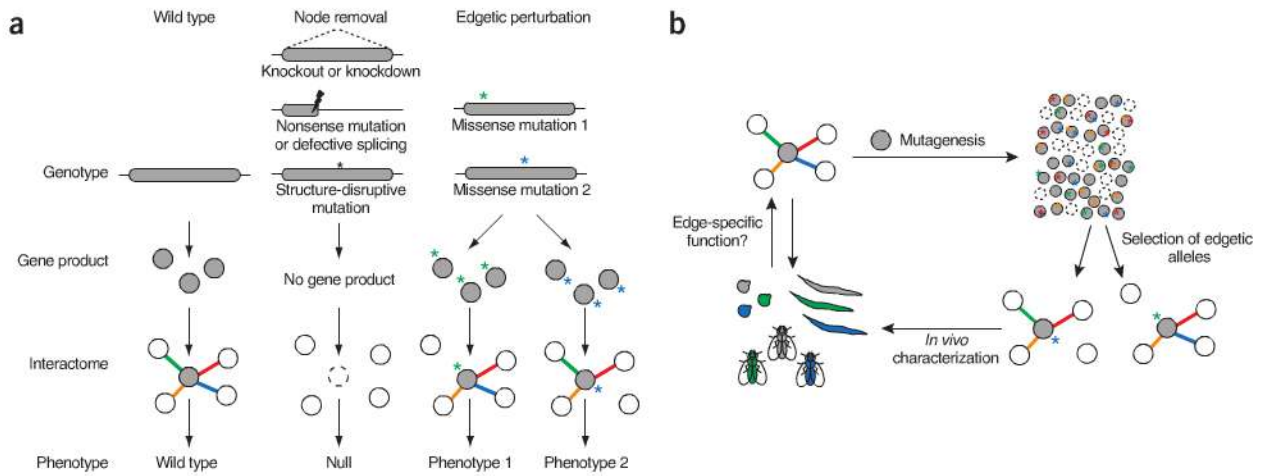 a
Wild type
Node removal
Edgetic perturbation
Knockout or knockdown
Nonsense mutation
or defective splicing
Missense mutation 1
Genotype
Structure-disruptive
mutation
Missense mutation 2
Gene product
No gene product
Interactome
Phenotype
Wild type
Null
Phenotype 1
Phenotype 2
b
Mutagenesis
Edge-specific
function?
Selection of edgetic
alleles
In vivo
characterization